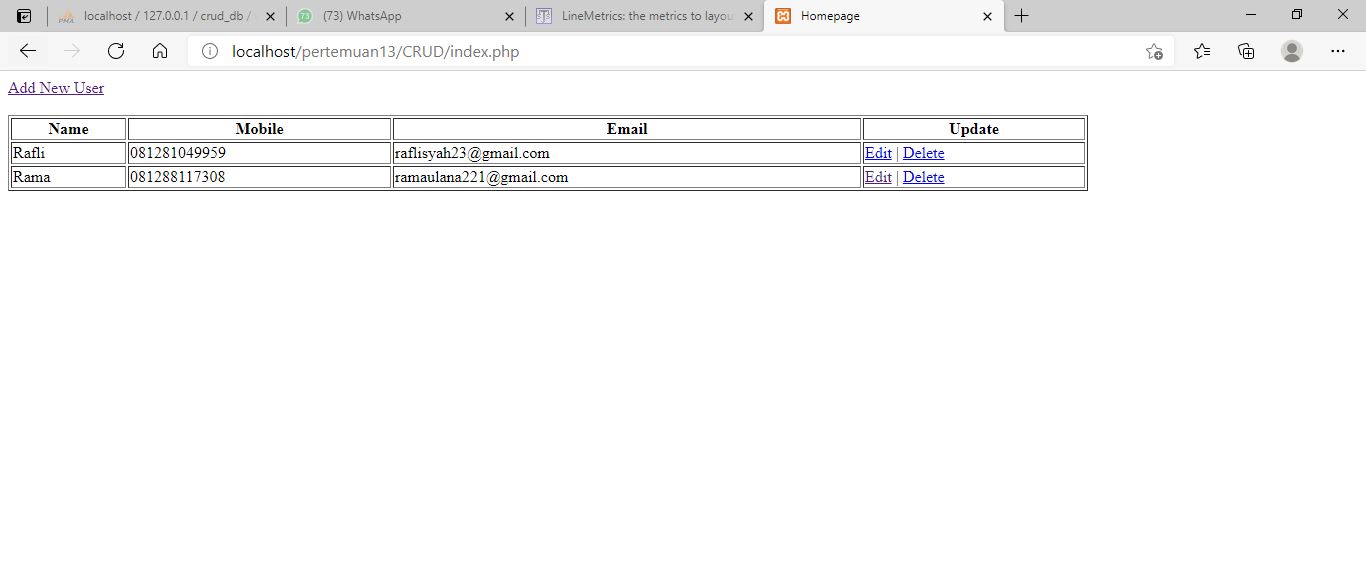 localhost / 127.0.0.1 / crud_db / (73) WhatsApp LineMetrics: the metrics to layou Homepage
localhost/pertemuan13/CRUD/index.php
Add New User
Name Mobile Email Update
Rafli 081281049959 raflisyah23@gmail.com Edit | Delete
Rama 081288117308 ramaulana221@gmail.com Edit | Delete